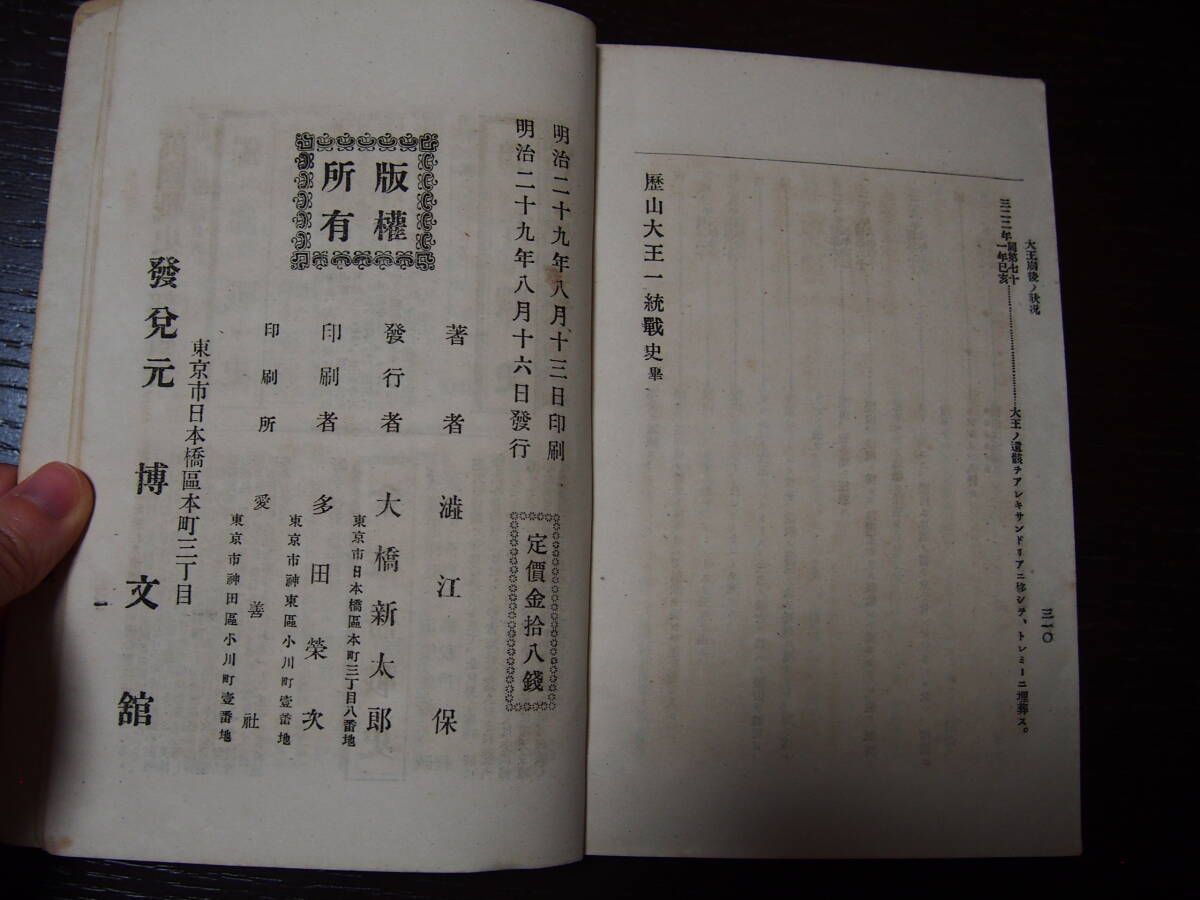 大王崩後ノ狀況
三一〇
三二二年同第七十一年己亥……………大王ノ遺骸ヲアレキサンドリアニ移シテ、トレミーニ埋葬ス。
歴山大王一統戰史畢
明治二十九年八月十三日印刷
明治二十九年八月十六日發行
定價金拾八錢
版權
所有
著者 澁江保
發行者 大橋新太郎
東京市日本橋區本町三丁目八番地
印刷者 多田榮次
東京市神東區小川町壹番地
印刷所 愛善社
東京市神田區小川町壹番地
東京市日本橋區本町三丁目
發兌元 博文舘